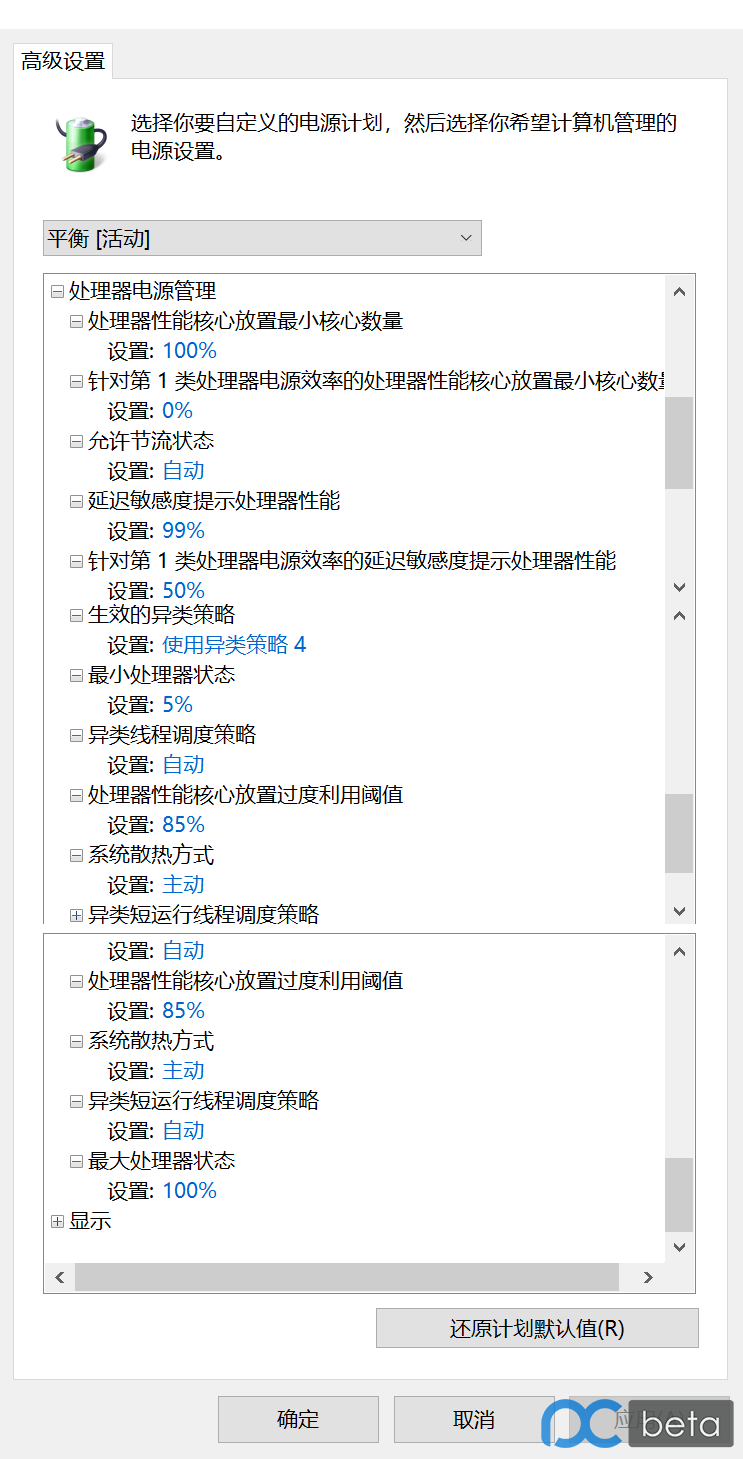 高级设置
选择你要自定义的电源计划，然后选择你希望计算机管理的
电源设置。
平衡 [活动]
处理器电源管理
处理器性能核心放置最小核心数量
设置: 100%
针对第 1 类处理器电源效率的处理器性能核心放置最小核心数
设置: 0%
允许节流状态
设置: 自动
延迟敏感度提示处理器性能
设置: 99%
针对第 1 类处理器电源效率的延迟敏感度提示处理器性能
设置: 50%
生效的异类策略
设置: 使用异类策略 4
最小处理器状态
设置: 5%
异类线程调度策略
设置: 自动
处理器性能核心放置过度利用阈值
设置: 85%
系统散热方式
设置: 主动
异类短运行线程调度策略
设置: 自动
处理器性能核心放置过度利用阈值
设置: 85%
系统散热方式
设置: 主动
异类短运行线程调度策略
设置: 自动
最大处理器状态
设置: 100%
显示
还原计划默认值(R)
确定
取消
pcbeta